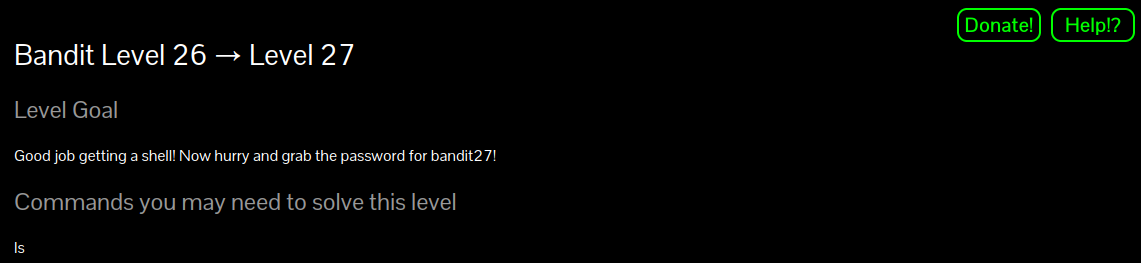 Donate! Help!?
Bandit Level 26 → Level 27
Level Goal
Good job getting a shell! Now hurry and grab the password for bandit27!
Commands you may need to solve this level
ls